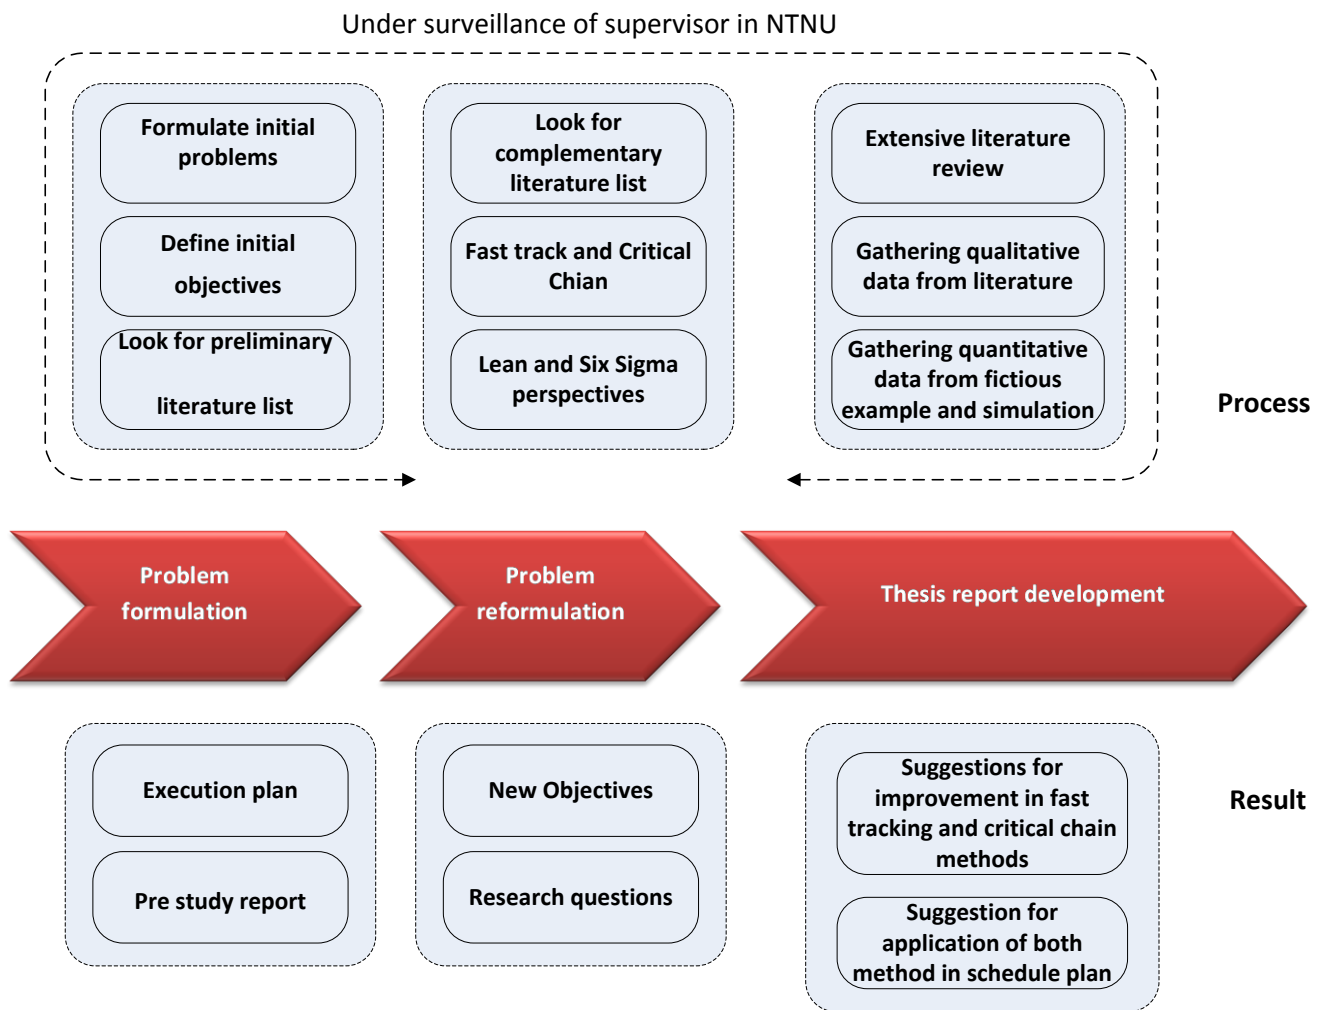 Under surveillance of supervisor in NTNU
Formulate initial
problems
Define initial
objectives
Look for preliminary
literature list
Look for
complementary
literature list
Fast track and Critical
Chian
Lean and Six Sigma
perspectives
Extensive literature
review
Gathering qualitative
data from literature
Gathering quantitative
data from fictious
example and simulation
Process
Problem
formulation
Problem
reformulation
Thesis report development
Execution plan
Pre study report
New Objectives
Research questions
Suggestions for
improvement in fast
tracking and critical chain
methods
Suggestion for
application of both
method in schedule plan
Result